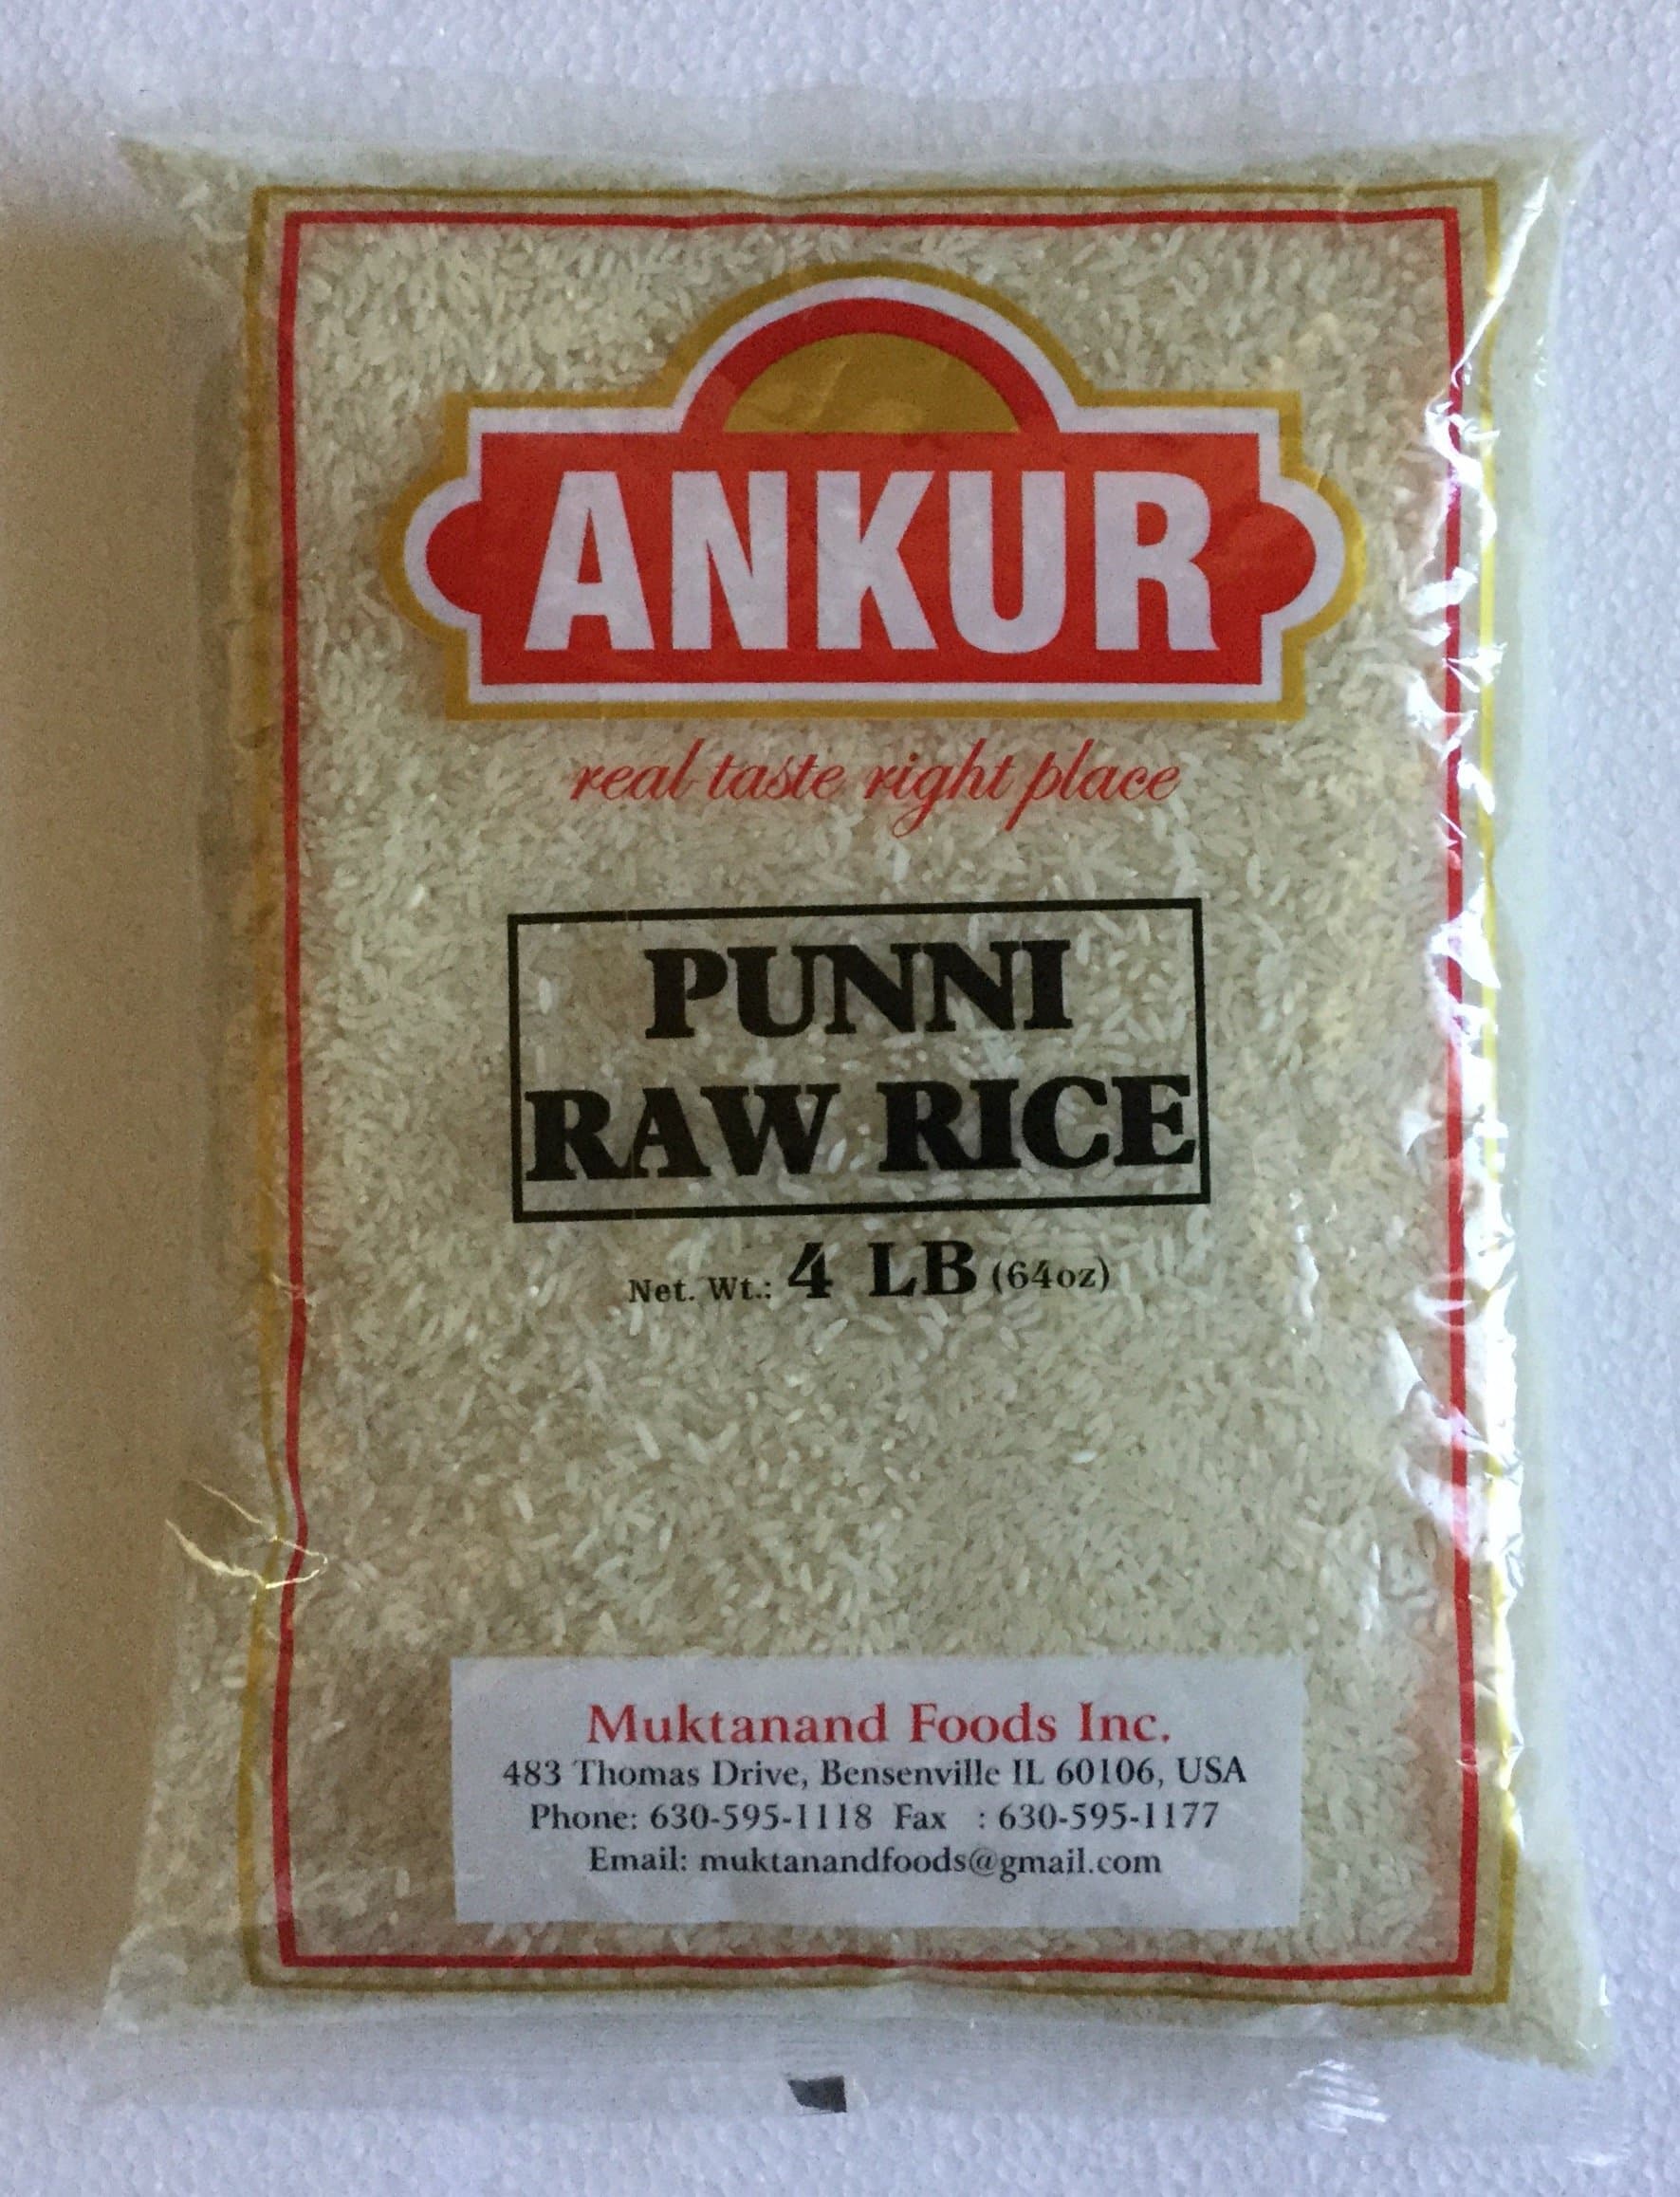 ANKUR
real taste right place
PUNNI
RAW RICE
Net. Wt.: 4 LB (64oz)
Muktanand Foods Inc.
483 Thomas Drive, Bensenville IL 60106, USA
Phone: 630-595-1118 Fax : 630-595-1177
Email: muktanandfoods@gmail.com